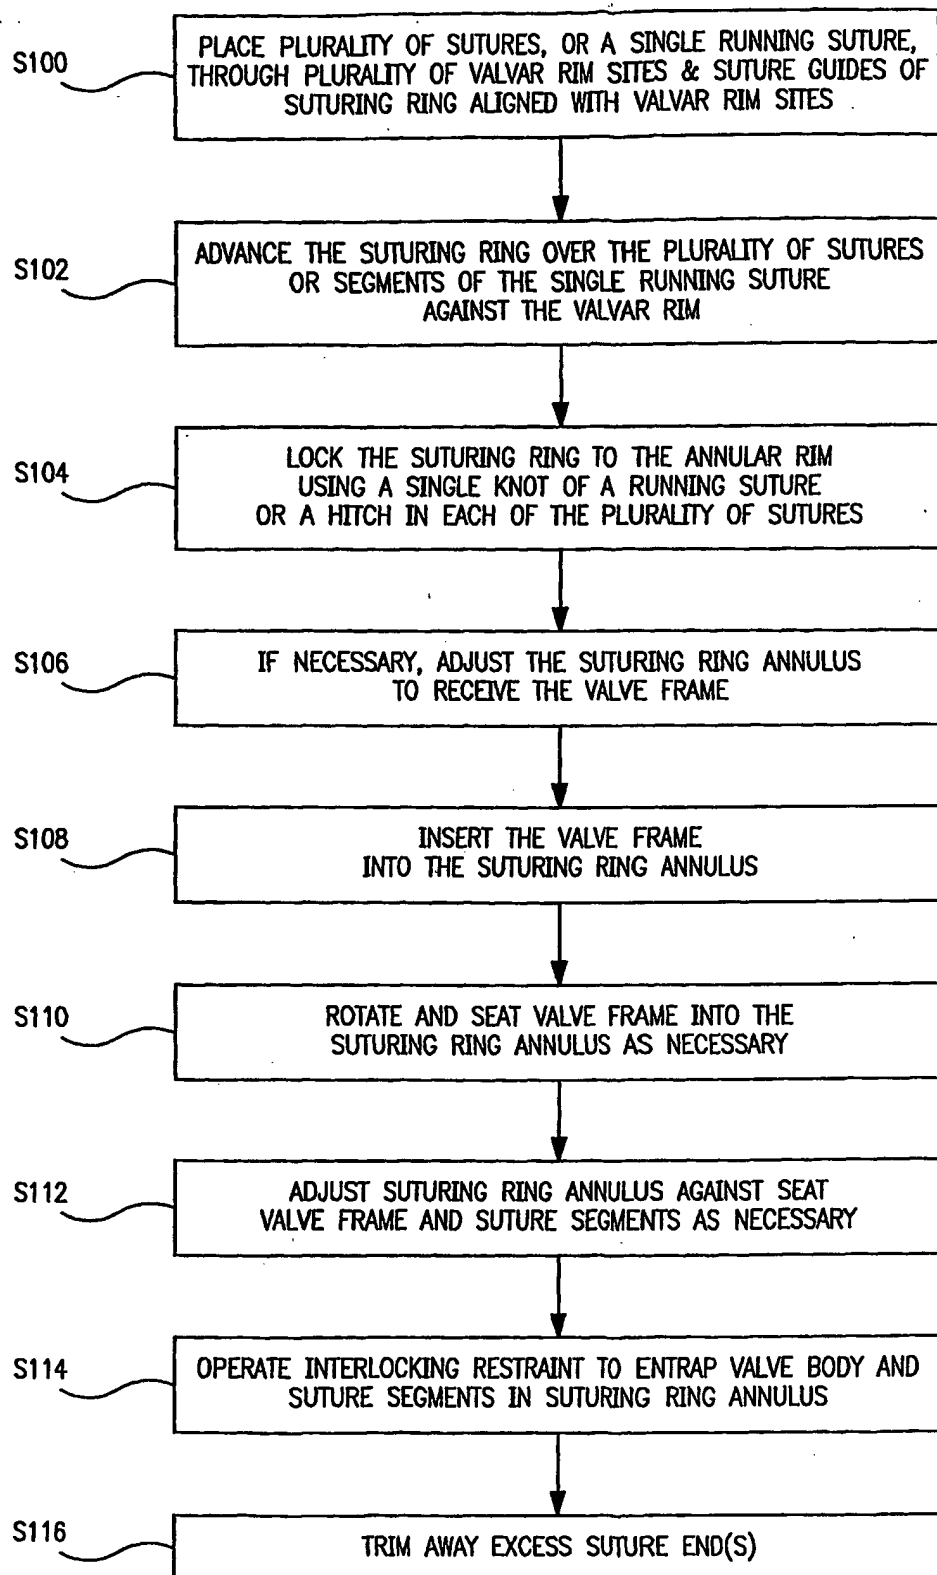 S100
PLACE PLURALITY OF SUTURES, OR A SINGLE RUNNING SUTURE,
THROUGH PLURALITY OF VALVAR RIM SITES & SUTURE GUIDES OF
SUTURING RING ALIGNED WITH VALVAR RIM SITES
S102
ADVANCE THE SUTURING RING OVER THE PLURALITY OF SUTURES
OR SEGMENTS OF THE SINGLE RUNNING SUTURE
AGAINST THE VALVAR RIM
S104
LOCK THE SUTURING RING TO THE ANNULAR RIM
USING A SINGLE KNOT OF A RUNNING SUTURE
OR A HITCH IN EACH OF THE PLURALITY OF SUTURES
S106
IF NECESSARY, ADJUST THE SUTURING RING ANNULUS
TO RECEIVE THE VALVE FRAME
S108
INSERT THE VALVE FRAME
INTO THE SUTURING RING ANNULUS
S110
ROTATE AND SEAT VALVE FRAME INTO THE
SUTURING RING ANNULUS AS NECESSARY
S112
ADJUST SUTURING RING ANNULUS AGAINST SEAT
VALVE FRAME AND SUTURE SEGMENTS AS NECESSARY
S114
OPERATE INTERLOCKING RESTRAINT TO ENTRAP VALVE BODY AND
SUTURE SEGMENTS IN SUTURING RING ANNULUS
S116
TRIM AWAY EXCESS SUTURE END(S)